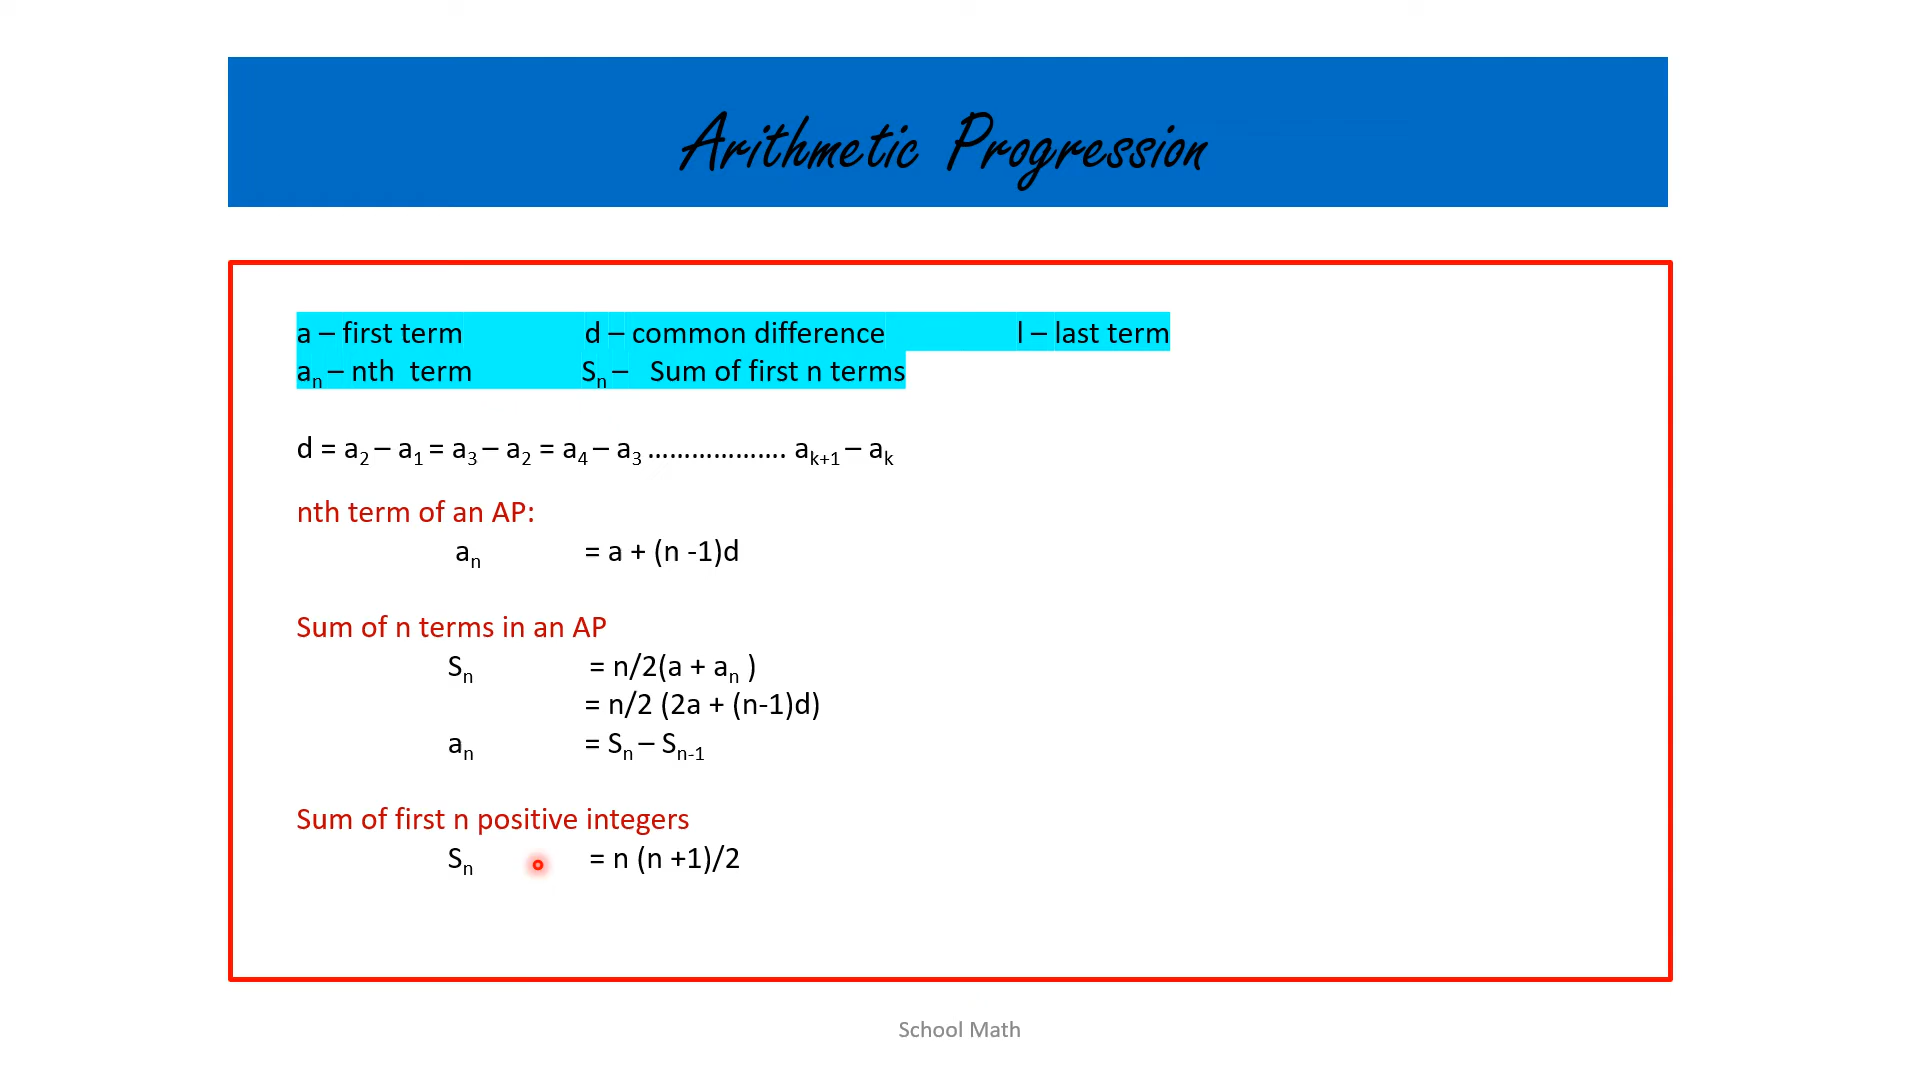 Arithmetic Progression
a – first term d – common difference l – last term
aₙ – nth term Sₙ – Sum of first n terms
d = a₂ – a₁ = a₃ – a₂ = a₄ – a₃ ………………. aₖ₊₁ – aₖ
nth term of an AP:
aₙ = a + (n -1)d
Sum of n terms in an AP
Sₙ = n/2(a + aₙ )
= n/2 (2a + (n-1)d)
aₙ = Sₙ – Sₙ₋₁
Sum of first n positive integers
Sₙ = n (n +1)/2
School Math